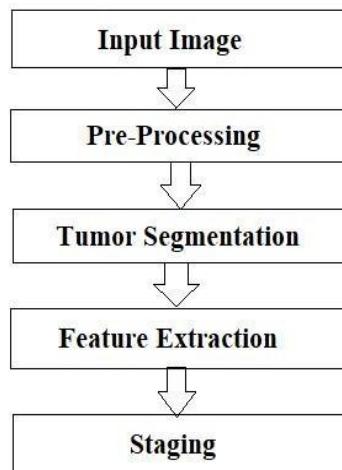 Input Image
Pre-Processing
Tumor Segmentation
Feature Extraction
Staging